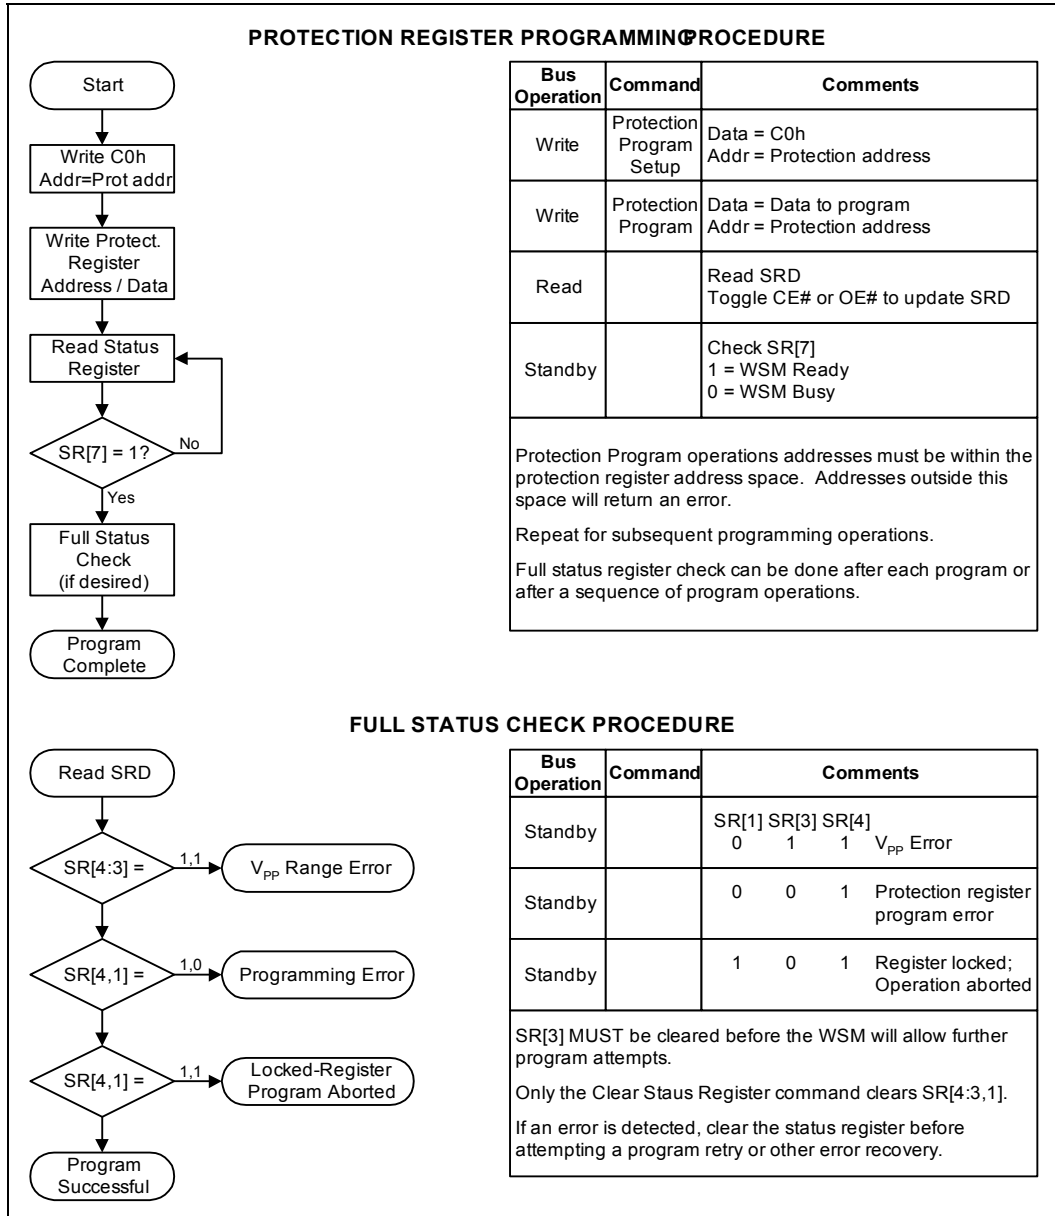 PROTECTION REGISTER PROGRAMMING PROCEDURE
Start
Write C0h
Addr=Prot addr
Write Protect.
Register
Address / Data
Read Status
Register
SR[7] = 1?
No
Yes
Full Status
Check
(if desired)
Program
Complete
Bus
Operation
Command
Comments
Write
Protection
Program
Setup
Data = C0h
Addr = Protection address
Write
Protection
Program
Data = Data to program
Addr = Protection address
Read
Read SRD
Toggle CE# or OE# to update SRD
Standby
Check SR[7]
1 = WSM Ready
0 = WSM Busy
Protection Program operations addresses must be within the
protection register address space. Addresses outside this
space will return an error.
Repeat for subsequent programming operations.
Full status register check can be done after each program or
after a sequence of program operations.
FULL STATUS CHECK PROCEDURE
Read SRD
SR[4:3] =
1,1
VPP Range Error
SR[4,1] =
1,0
Programming Error
SR[4,1] =
1,1
Locked-Register
Program Aborted
Program
Successful
Bus
Operation
Command
Comments
Standby
SR[1] SR[3] SR[4]
0 1 1 VPP Error
Standby
0 0 1 Protection register
program error
Standby
1 0 1 Register locked;
Operation aborted
SR[3] MUST be cleared before the WSM will allow further
program attempts.
Only the Clear Staus Register command clears SR[4:3,1].
If an error is detected, clear the status register before
attempting a program retry or other error recovery.